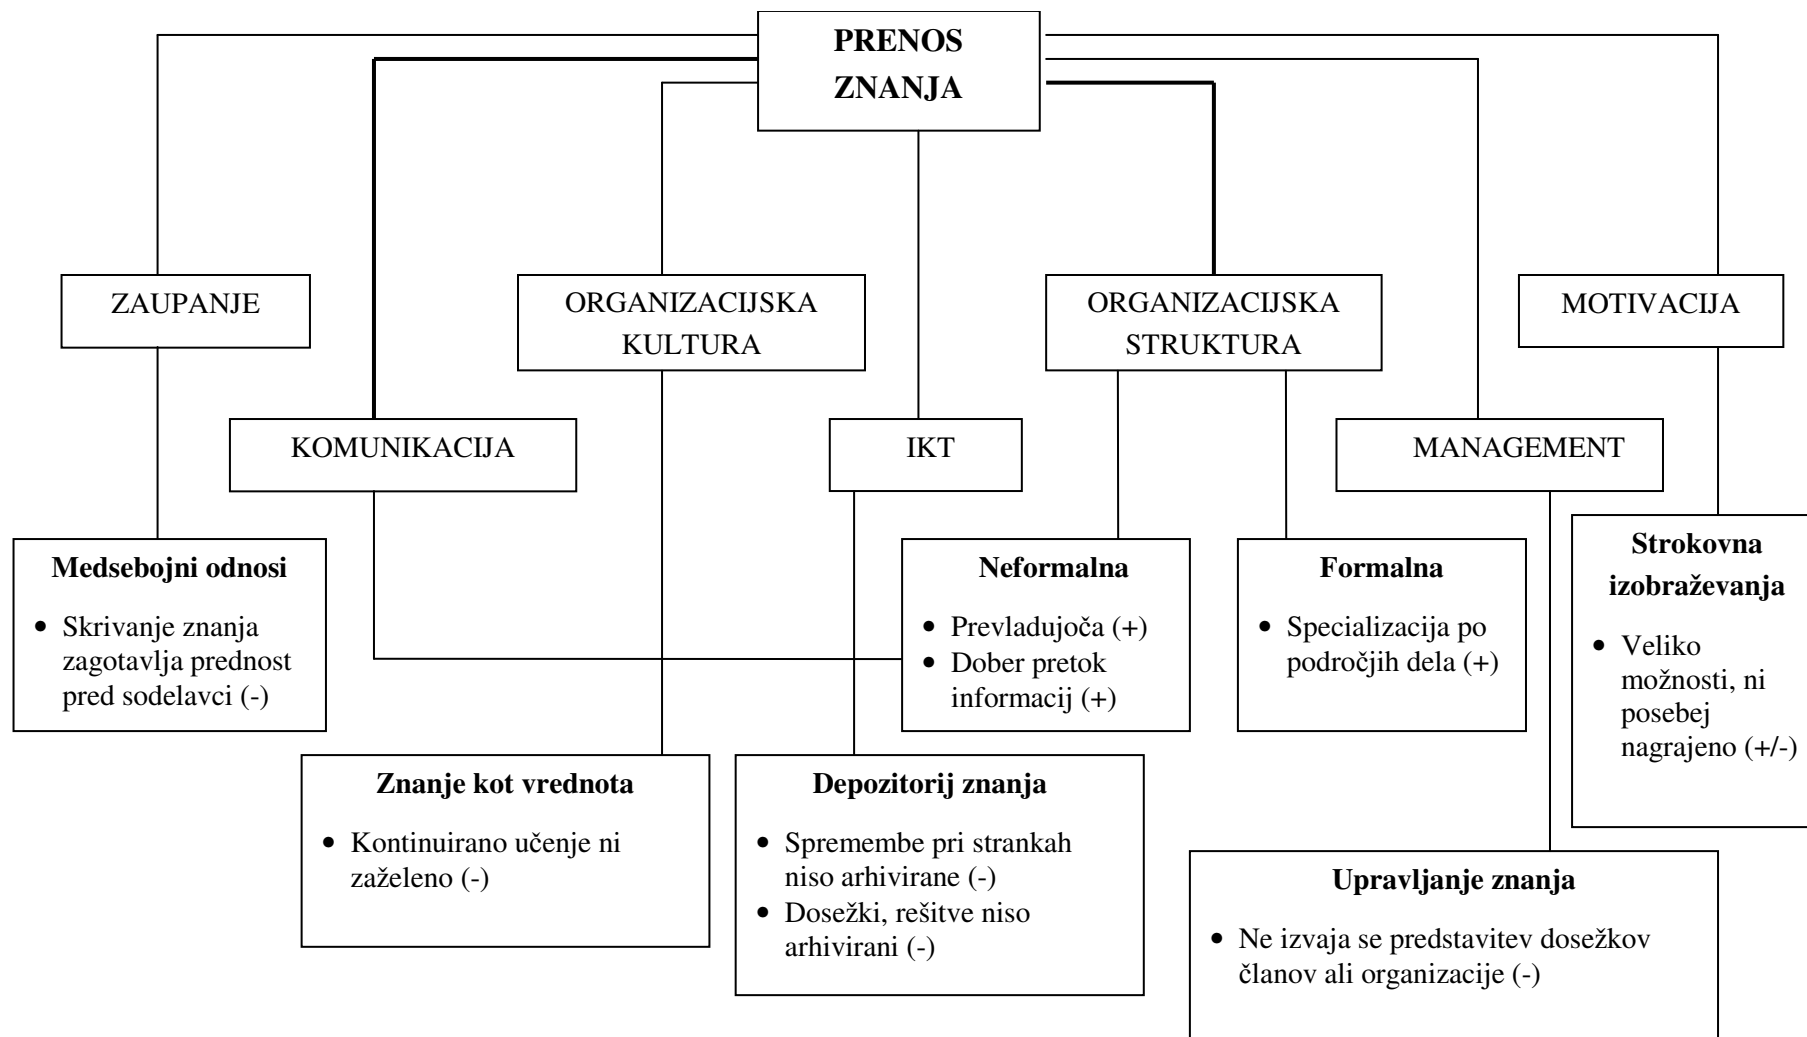 PRENOS
ZNANJA
ZAUPANJE
ORGANIZACIJSKA
KULTURA
ORGANIZACIJSKA
STRUKTURA
MOTIVACIJA
KOMUNIKACIJA
IKT
MANAGEMENT
Medsebojni odnosi
• Skrivanje znanja
zagotavlja prednost
pred sodelavci (-)
Neformalna
• Prevladujoča (+)
• Dober pretok
informacij (+)
Formalna
• Specializacija po
področjih dela (+)
Strokovna
izobraževanja
• Veliko
možnosti, ni
posebej
nagrajeno (+/-)
Znanje kot vrednota
• Kontinuirano učenje ni
zaželeno (-)
Depozitorij znanja
• Spremembe pri strankah
niso arhivirane (-)
• Dosežki, rešitve niso
arhivirani (-)
Upravljanje znanja
• Ne izvaja se predstavitev dosežkov
članov ali organizacije (-)